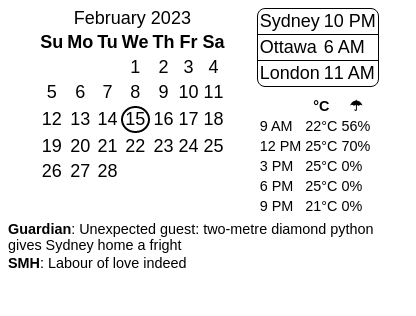 February 2023
Su Mo Tu We Th Fr Sa
1 2 3 4
5 6 7 8 9 10 11
12 13 14 15 16 17 18
19 20 21 22 23 24 25
26 27 28
Sydney 10 PM
Ottawa 6 AM
London 11 AM
°C ☂
9 AM 22°C 56%
12 PM 25°C 70%
3 PM 25°C 0%
6 PM 25°C 0%
9 PM 21°C 0%
Guardian: Unexpected guest: two-metre diamond python
gives Sydney home a fright
SMH: Labour of love indeed